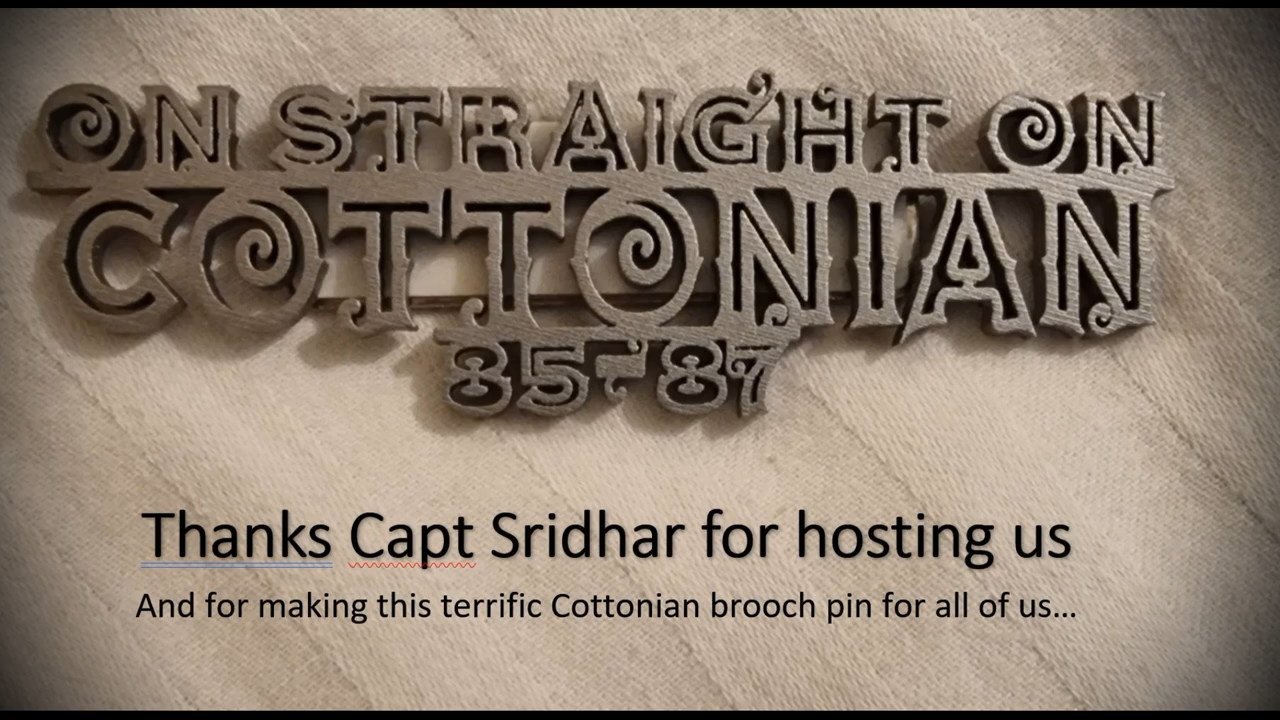 ON STRAIGHT ON
COTTONIAN
85-87
Thanks Capt Sridhar for hosting us
And for making this terrific Cottonian brooch pin for all of us...